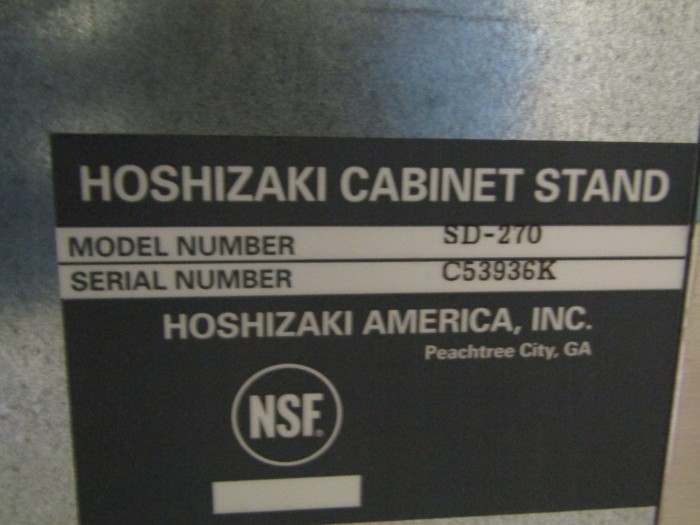 HOSHIZAKI CABINET STAND
MODEL NUMBER SD-270
SERIAL NUMBER C53936K
HOSHIZAKI AMERICA, INC.
Peachtree City, GA
NSF®